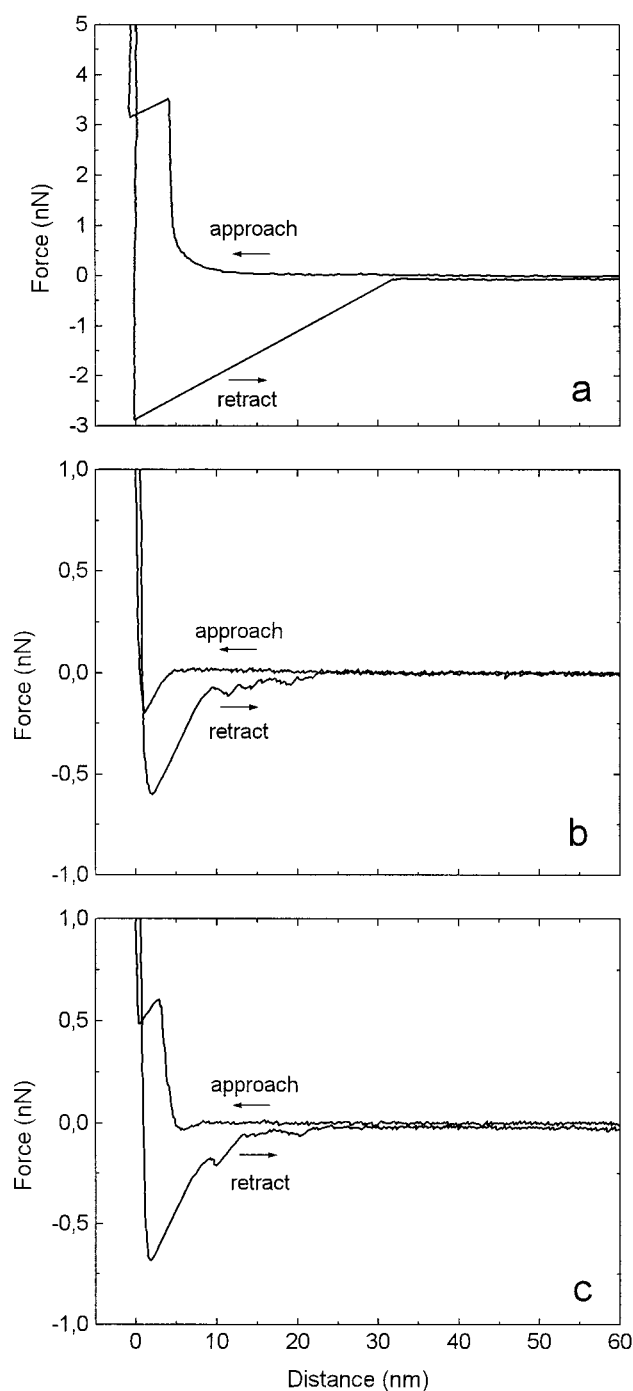 5
4
3
2
1
0
-1
-2
-3
Force (nN)
approach
retract
a
1,0
0,5
0,0
-0,5
-1,0
Force (nN)
approach
retract
b
1,0
0,5
0,0
-0,5
-1,0
Force (nN)
approach
retract
c
0 10 20 30 40 50 60
Distance (nm)